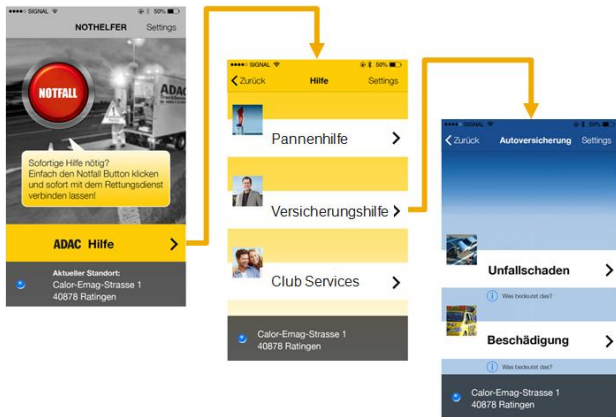 SIGNAL 50%
NOTHELFER Settings
NOTFALL
ADAC
Sofortige Hilfe nötig?
Einfach den Notfall Button klicken
und sofort mit dem Rettungsdienst
verbinden lassen!
ADAC Hilfe
Aktueller Standort:
Calor-Emag-Strasse 1
40878 Ratingen
SIGNAL 50%
Zurück Hilfe Settings
Pannenhilfe
Versicherungshilfe
Club Services
Calor-Emag-Strasse 1
40878 Ratingen
SIGNAL 50%
Zurück Autoversicherung Settings
Unfallschaden
Was bedeutet das?
Beschädigung
Was bedeutet das?
Calor-Emag-Strasse 1
40878 Ratingen